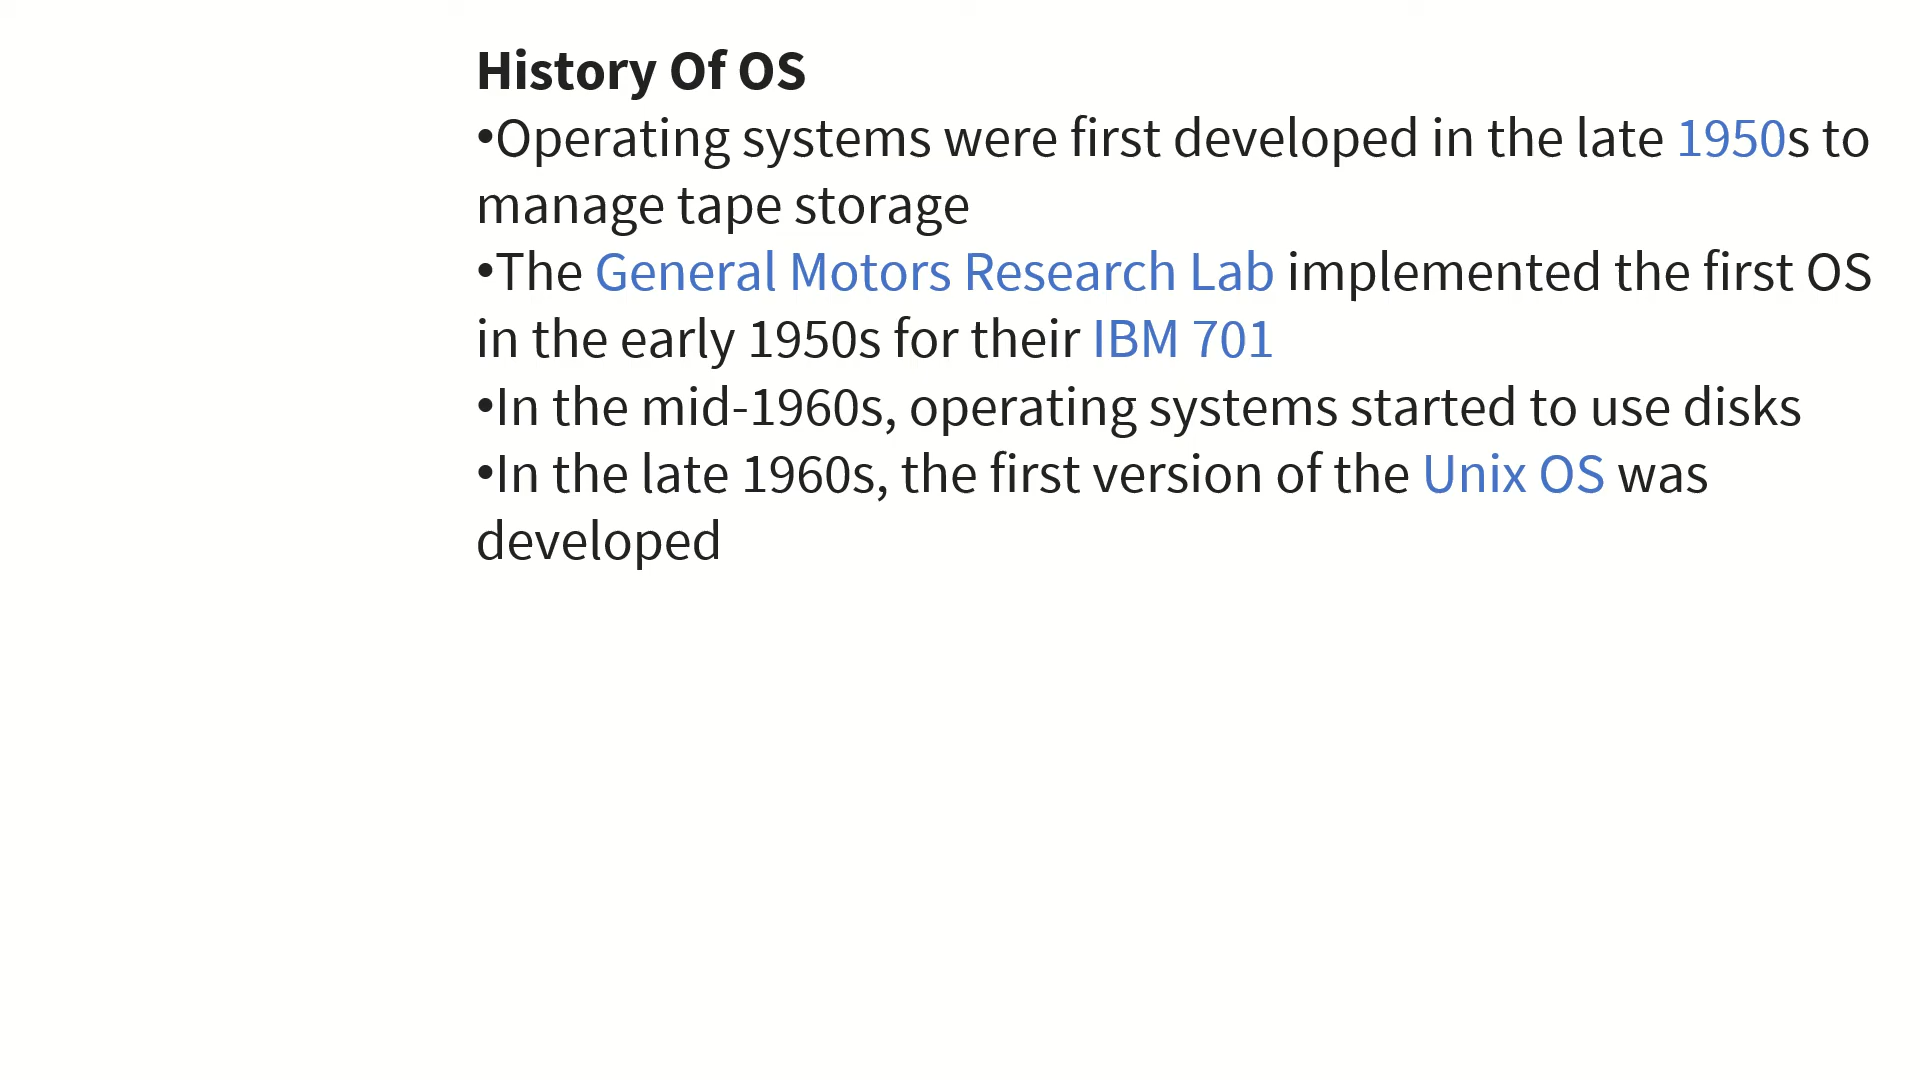 History Of OS
•Operating systems were first developed in the late 1950s to
manage tape storage
•The General Motors Research Lab implemented the first OS
in the early 1950s for their IBM 701
•In the mid-1960s, operating systems started to use disks
•In the late 1960s, the first version of the Unix OS was
developed